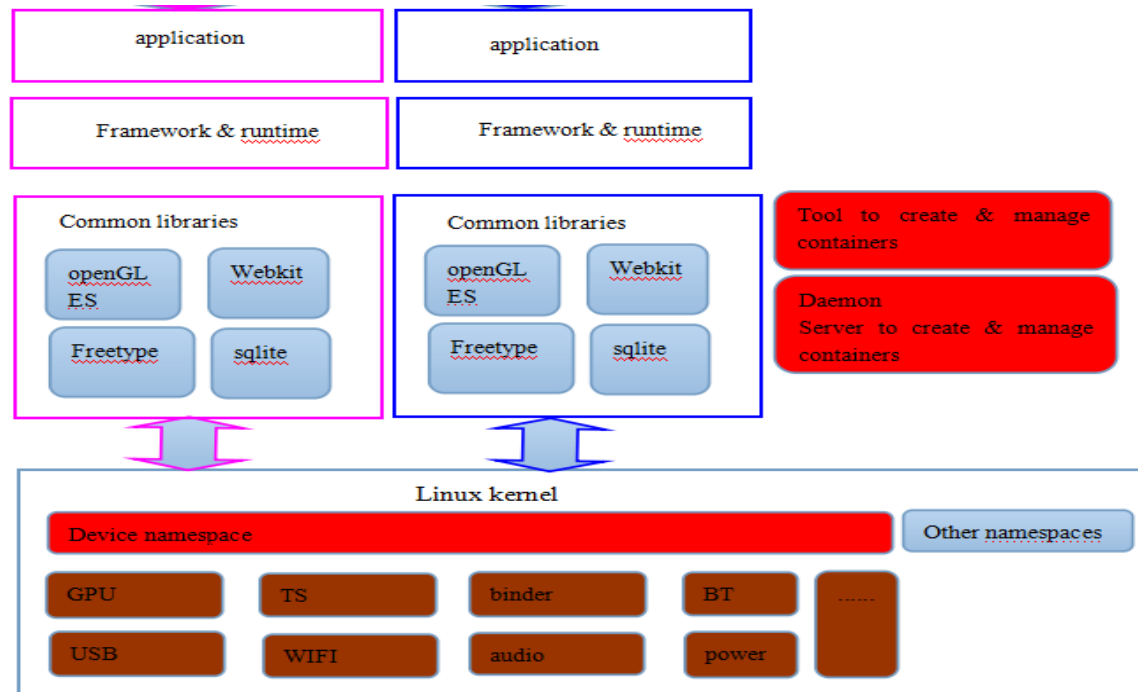 application
application
Framework & runtime
Framework & runtime
Common libraries
openGL
ES
Webkit
Freetype
sqlite
Common libraries
openGL
ES
Webkit
Freetype
sqlite
Tool to create & manage
containers
Daemon
Server to create & manage
containers
Linux kernel
Device namespace
Other namespaces
GPU
TS
binder
BT
......
USB
WIFI
audio
power